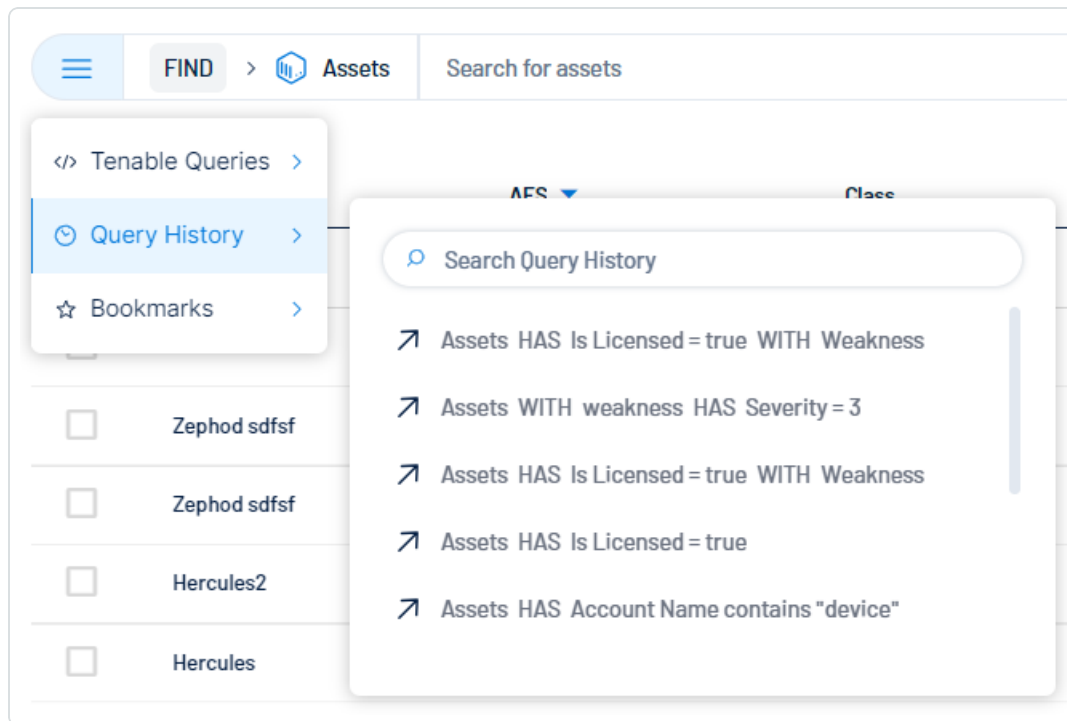 FIND > Assets Search for assets
</> Tenable Queries >
Query History >
Bookmarks >
AES Class
Search Query History
Assets HAS Is Licensed = true WITH Weakness
Assets WITH weakness HAS Severity = 3
Assets HAS Is Licensed = true WITH Weakness
Assets HAS Is Licensed = true
Assets HAS Account Name contains "device"
Zephod sdfsf
Zephod sdfsf
Hercules2
Hercules